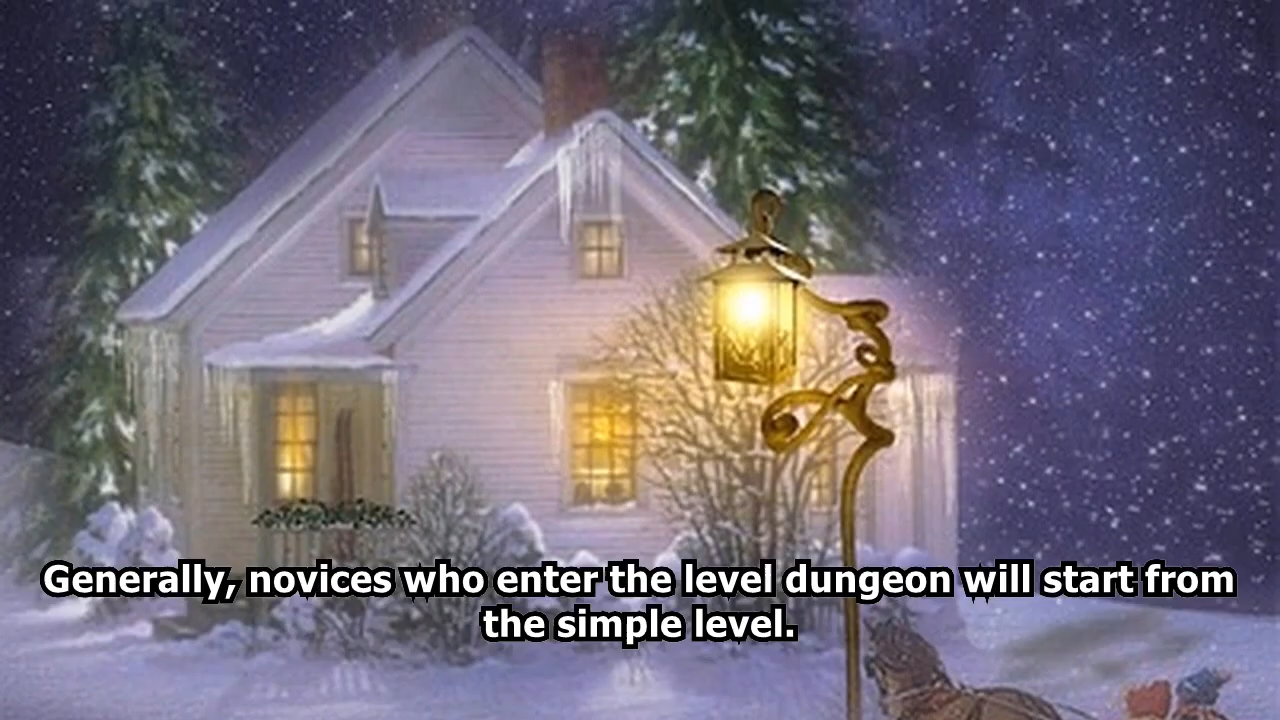 Generally, novices who enter the level dungeon will start from
the simple level.